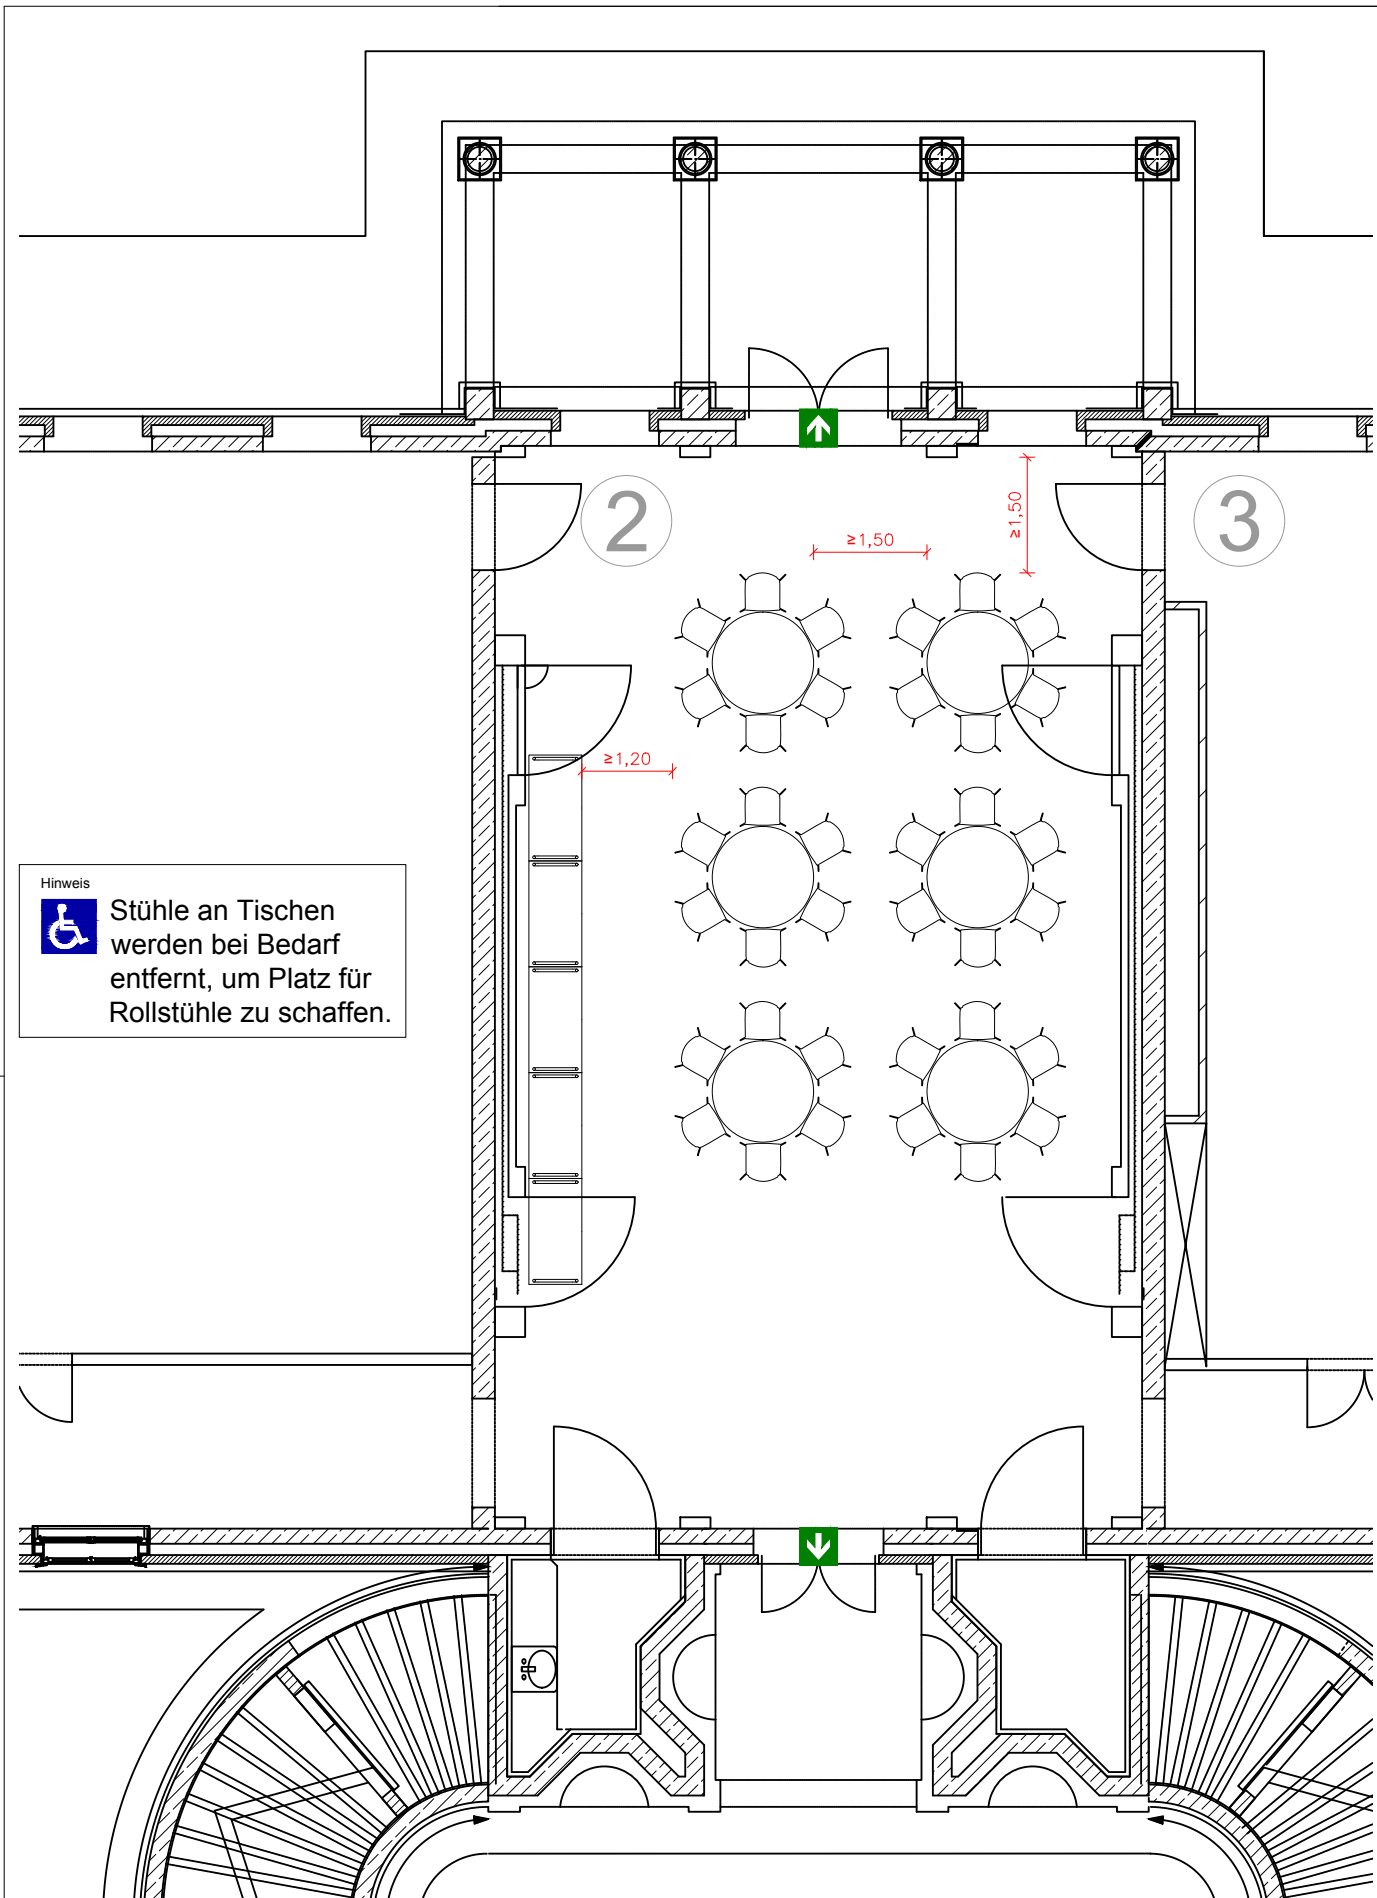 2
3
≥1,50
≥1,50
≥1,20
Hinweis
Stühle an Tischen
werden bei Bedarf
entfernt, um Platz für
Rollstühle zu schaffen.